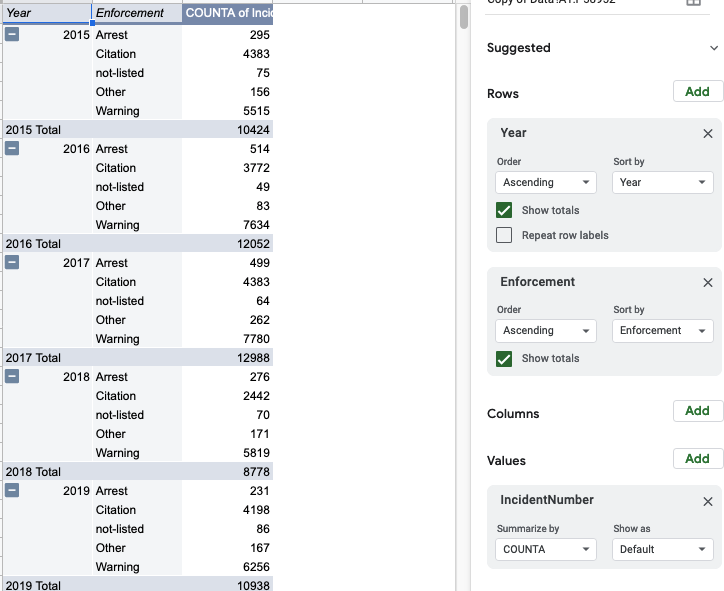 Year Enforcement COUNTA of Inci
2015 Arrest 295
Citation 4383
not-listed 75
Other 156
Warning 5515
2015 Total 10424
2016 Arrest 514
Citation 3772
not-listed 49
Other 83
Warning 7634
2016 Total 12052
2017 Arrest 499
Citation 4383
not-listed 64
Other 262
Warning 7780
2017 Total 12988
2018 Arrest 276
Citation 2442
not-listed 70
Other 171
Warning 5819
2018 Total 8778
2019 Arrest 231
Citation 4198
not-listed 86
Other 167
Warning 6256
2019 Total 10938
Suggested
Rows Add
Year
Order Sort by
Ascending Year
Show totals
Repeat row labels
Enforcement
Order Sort by
Ascending Enforcement
Show totals
Columns Add
Values Add
IncidentNumber
Summarize by Show as
COUNTA Default